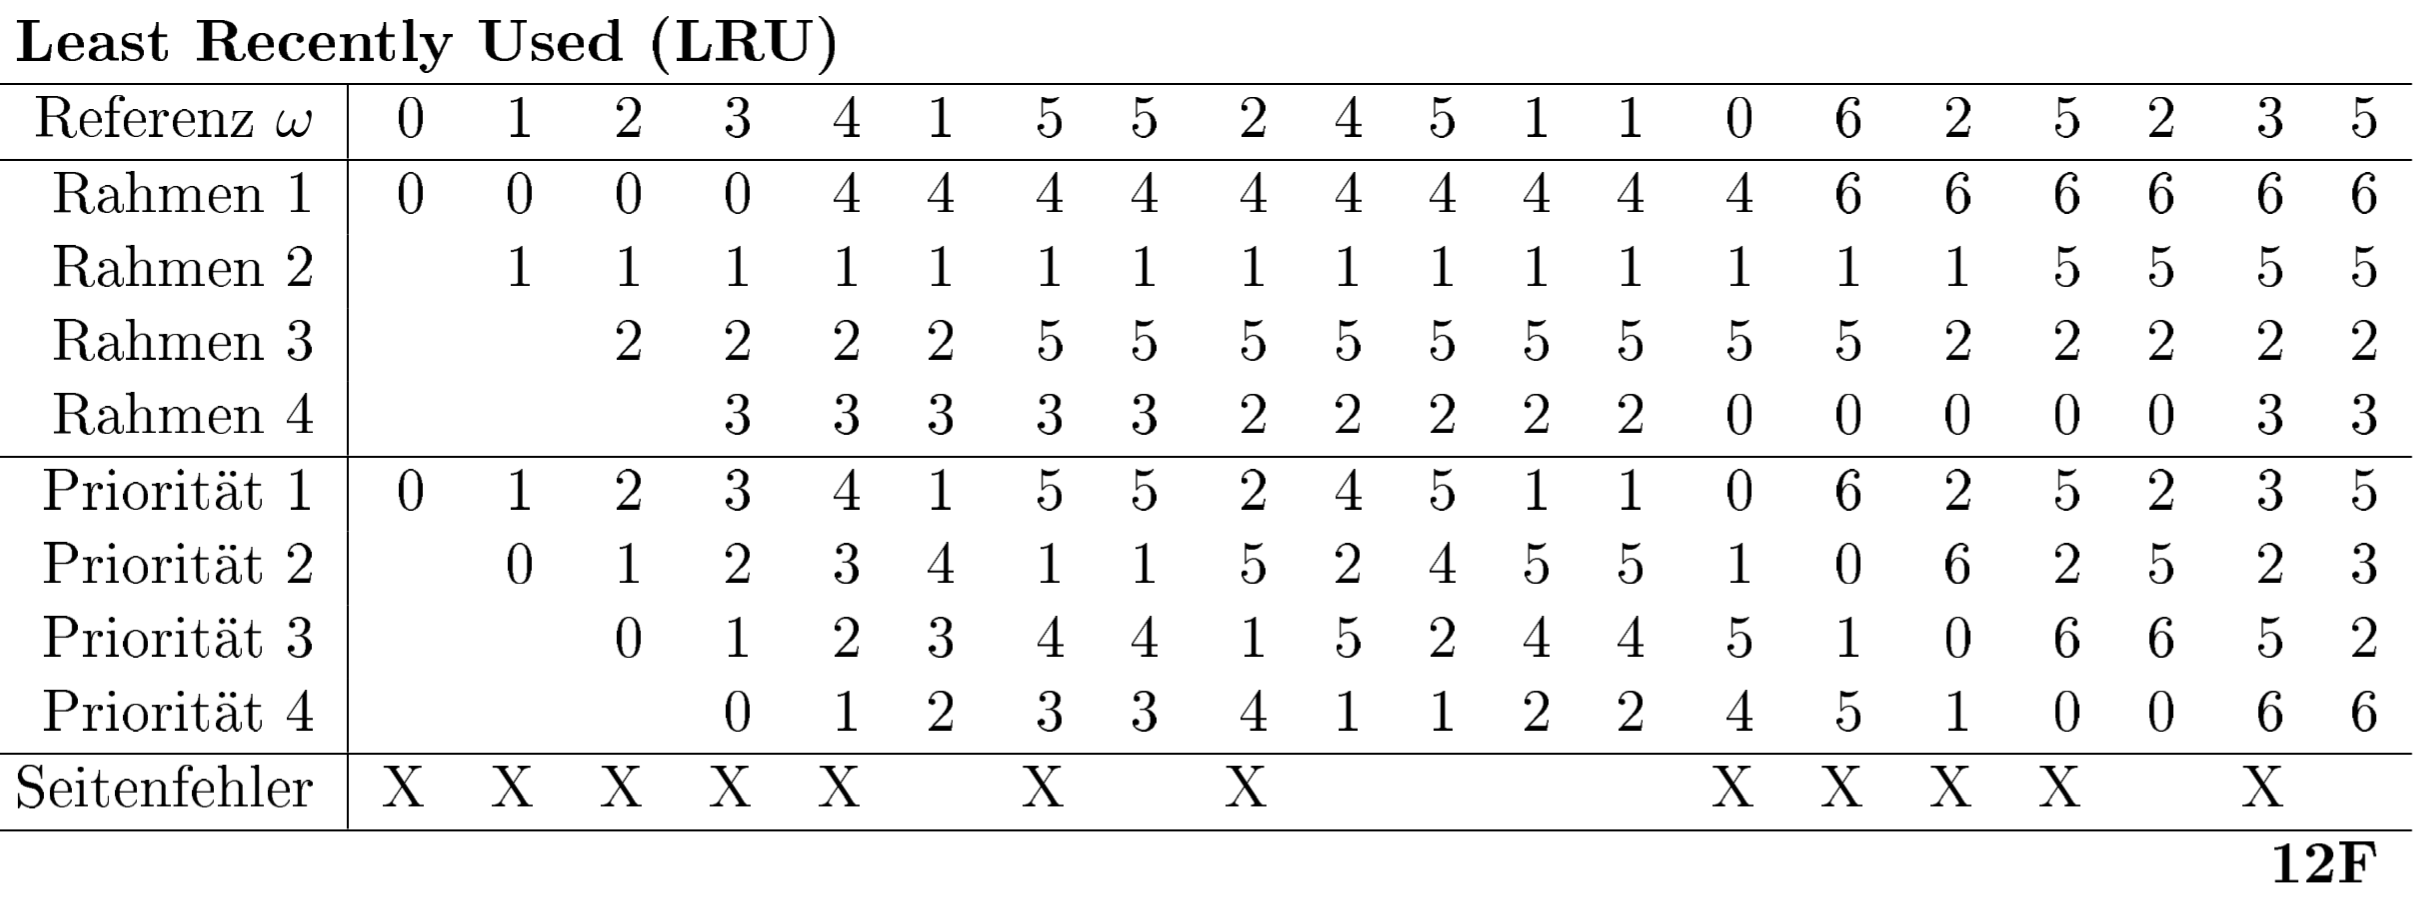 Least Recently Used (LRU)
Referenz ω 0 1 2 3 4 1 5 5 2 4 5 1 1 0 6 2 5 2 3 5
Rahmen 1 0 0 0 0 4 4 4 4 4 4 4 4 4 4 6 6 6 6 6 6
Rahmen 2 1 1 1 1 1 1 1 1 1 1 1 1 1 1 1 5 5 5 5
Rahmen 3 2 2 2 2 5 5 5 5 5 5 5 5 5 2 2 2 2 2
Rahmen 4 3 3 3 3 3 2 2 2 2 2 0 0 0 0 0 3 3
Priorität 1 0 1 2 3 4 1 5 5 2 4 5 1 1 0 6 2 5 2 3 5
Priorität 2 0 1 2 3 4 1 1 5 2 4 5 5 1 0 6 2 5 2 3
Priorität 3 0 1 2 3 4 4 1 5 2 4 4 5 1 0 6 6 5 2
Priorität 4 0 1 2 3 3 4 1 1 2 2 4 5 1 0 0 6 6
Seitenfehler X X X X X X X X X X X X
12F